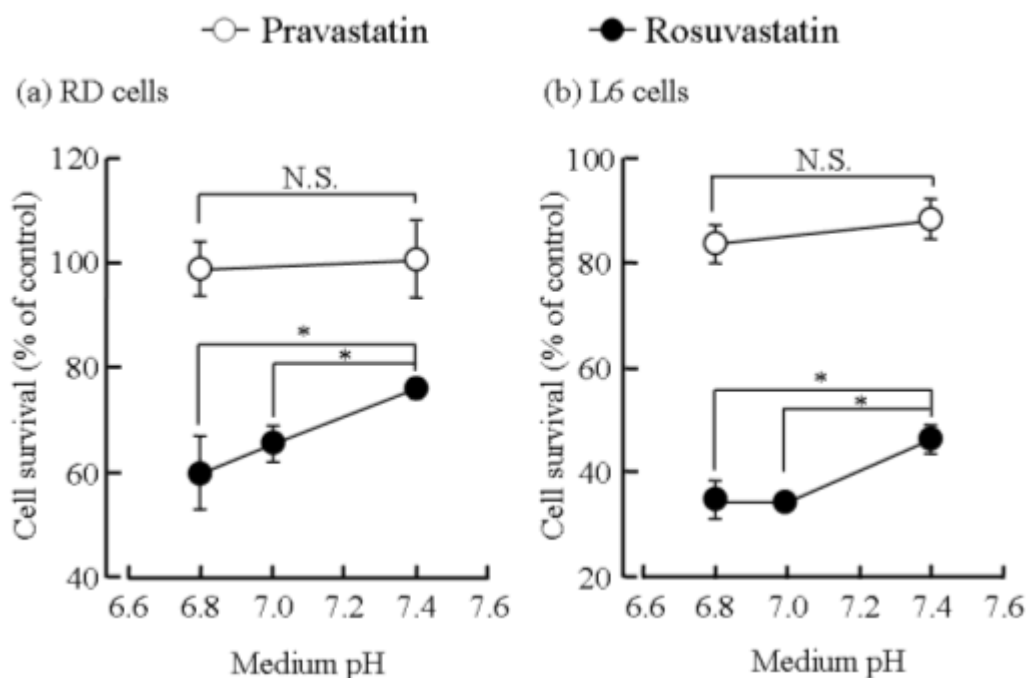 Pravastatin Rosuvastatin
(a) RD cells
120
100
80
60
40
Cell survival (% of control)
N.S.
*
*
6.6 6.8 7.0 7.2 7.4 7.6
Medium pH
(b) L6 cells
100
80
60
40
20
Cell survival (% of control)
N.S.
*
*
6.6 6.8 7.0 7.2 7.4 7.6
Medium pH